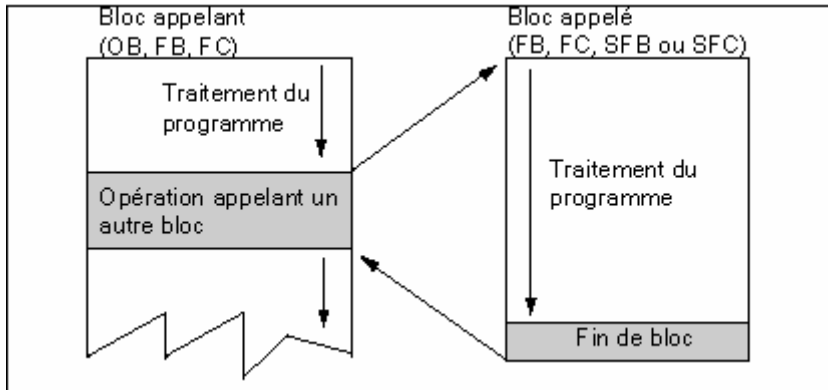 Bloc appelant
(OB, FB, FC)
Traitement du
programme
Opération appelant un
autre bloc
Bloc appelé
(FB, FC, SFB ou SFC)
Traitement du
programme
Fin de bloc